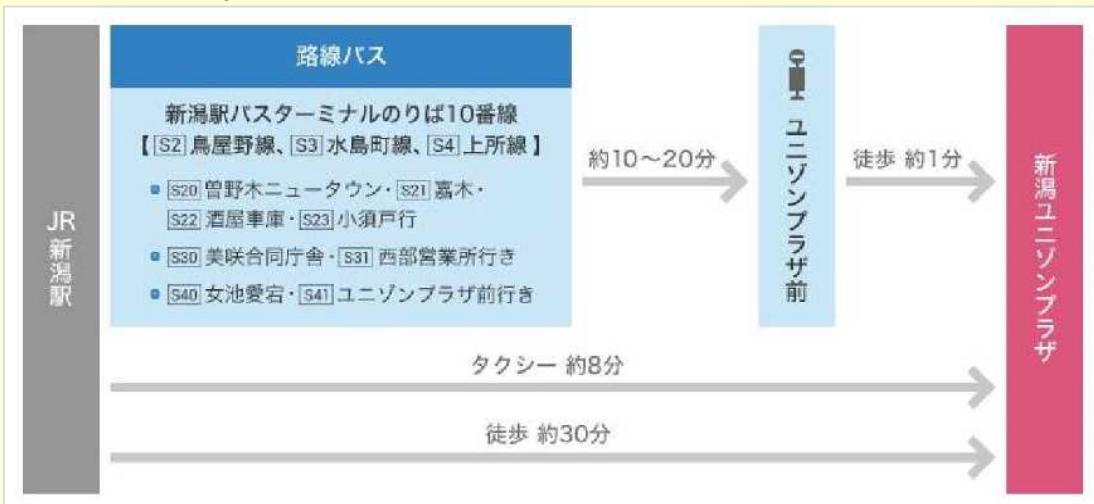 JR新潟駅
路線バス
新潟駅バスターミナルのりば10番線
【[S2]鳥屋野線、[S3]水島町線、[S4]上所線】
[S20]曽野木ニュータウン・[S21]嘉木・
[S22]酒屋車庫・[S23]小須戸行
[S30]美咲合同庁舎・[S31]西部営業所行き
[S40]女池愛宕・[S41]ユニゾンプラザ前行き
約10〜20分
ユニゾンプラザ前
徒歩 約1分
新潟ユニゾンプラザ
タクシー 約8分
徒歩 約30分